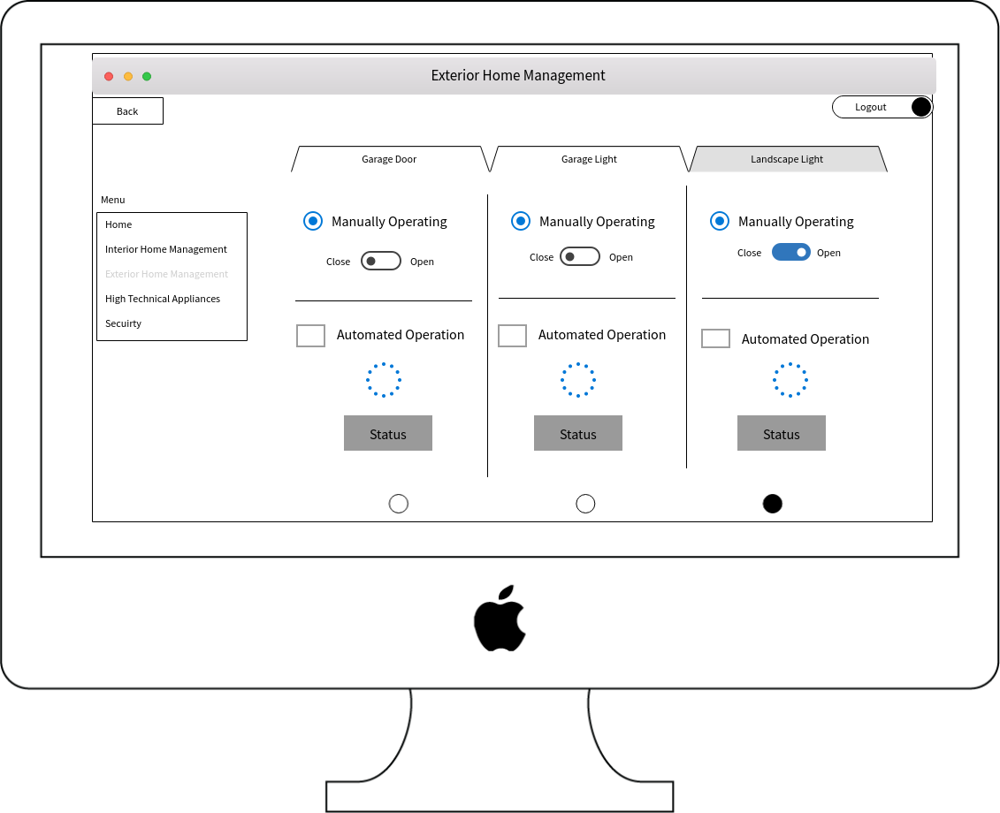 Exterior Home Management
Back
Logout
Garage Door
Garage Light
Landscape Light
Menu
Home
Interior Home Management
Exterior Home Management
High Technical Appliances
Secuirty
Manually Operating
Close
Open
Automated Operation
Status
Manually Operating
Close
Open
Automated Operation
Status
Manually Operating
Close
Open
Automated Operation
Status